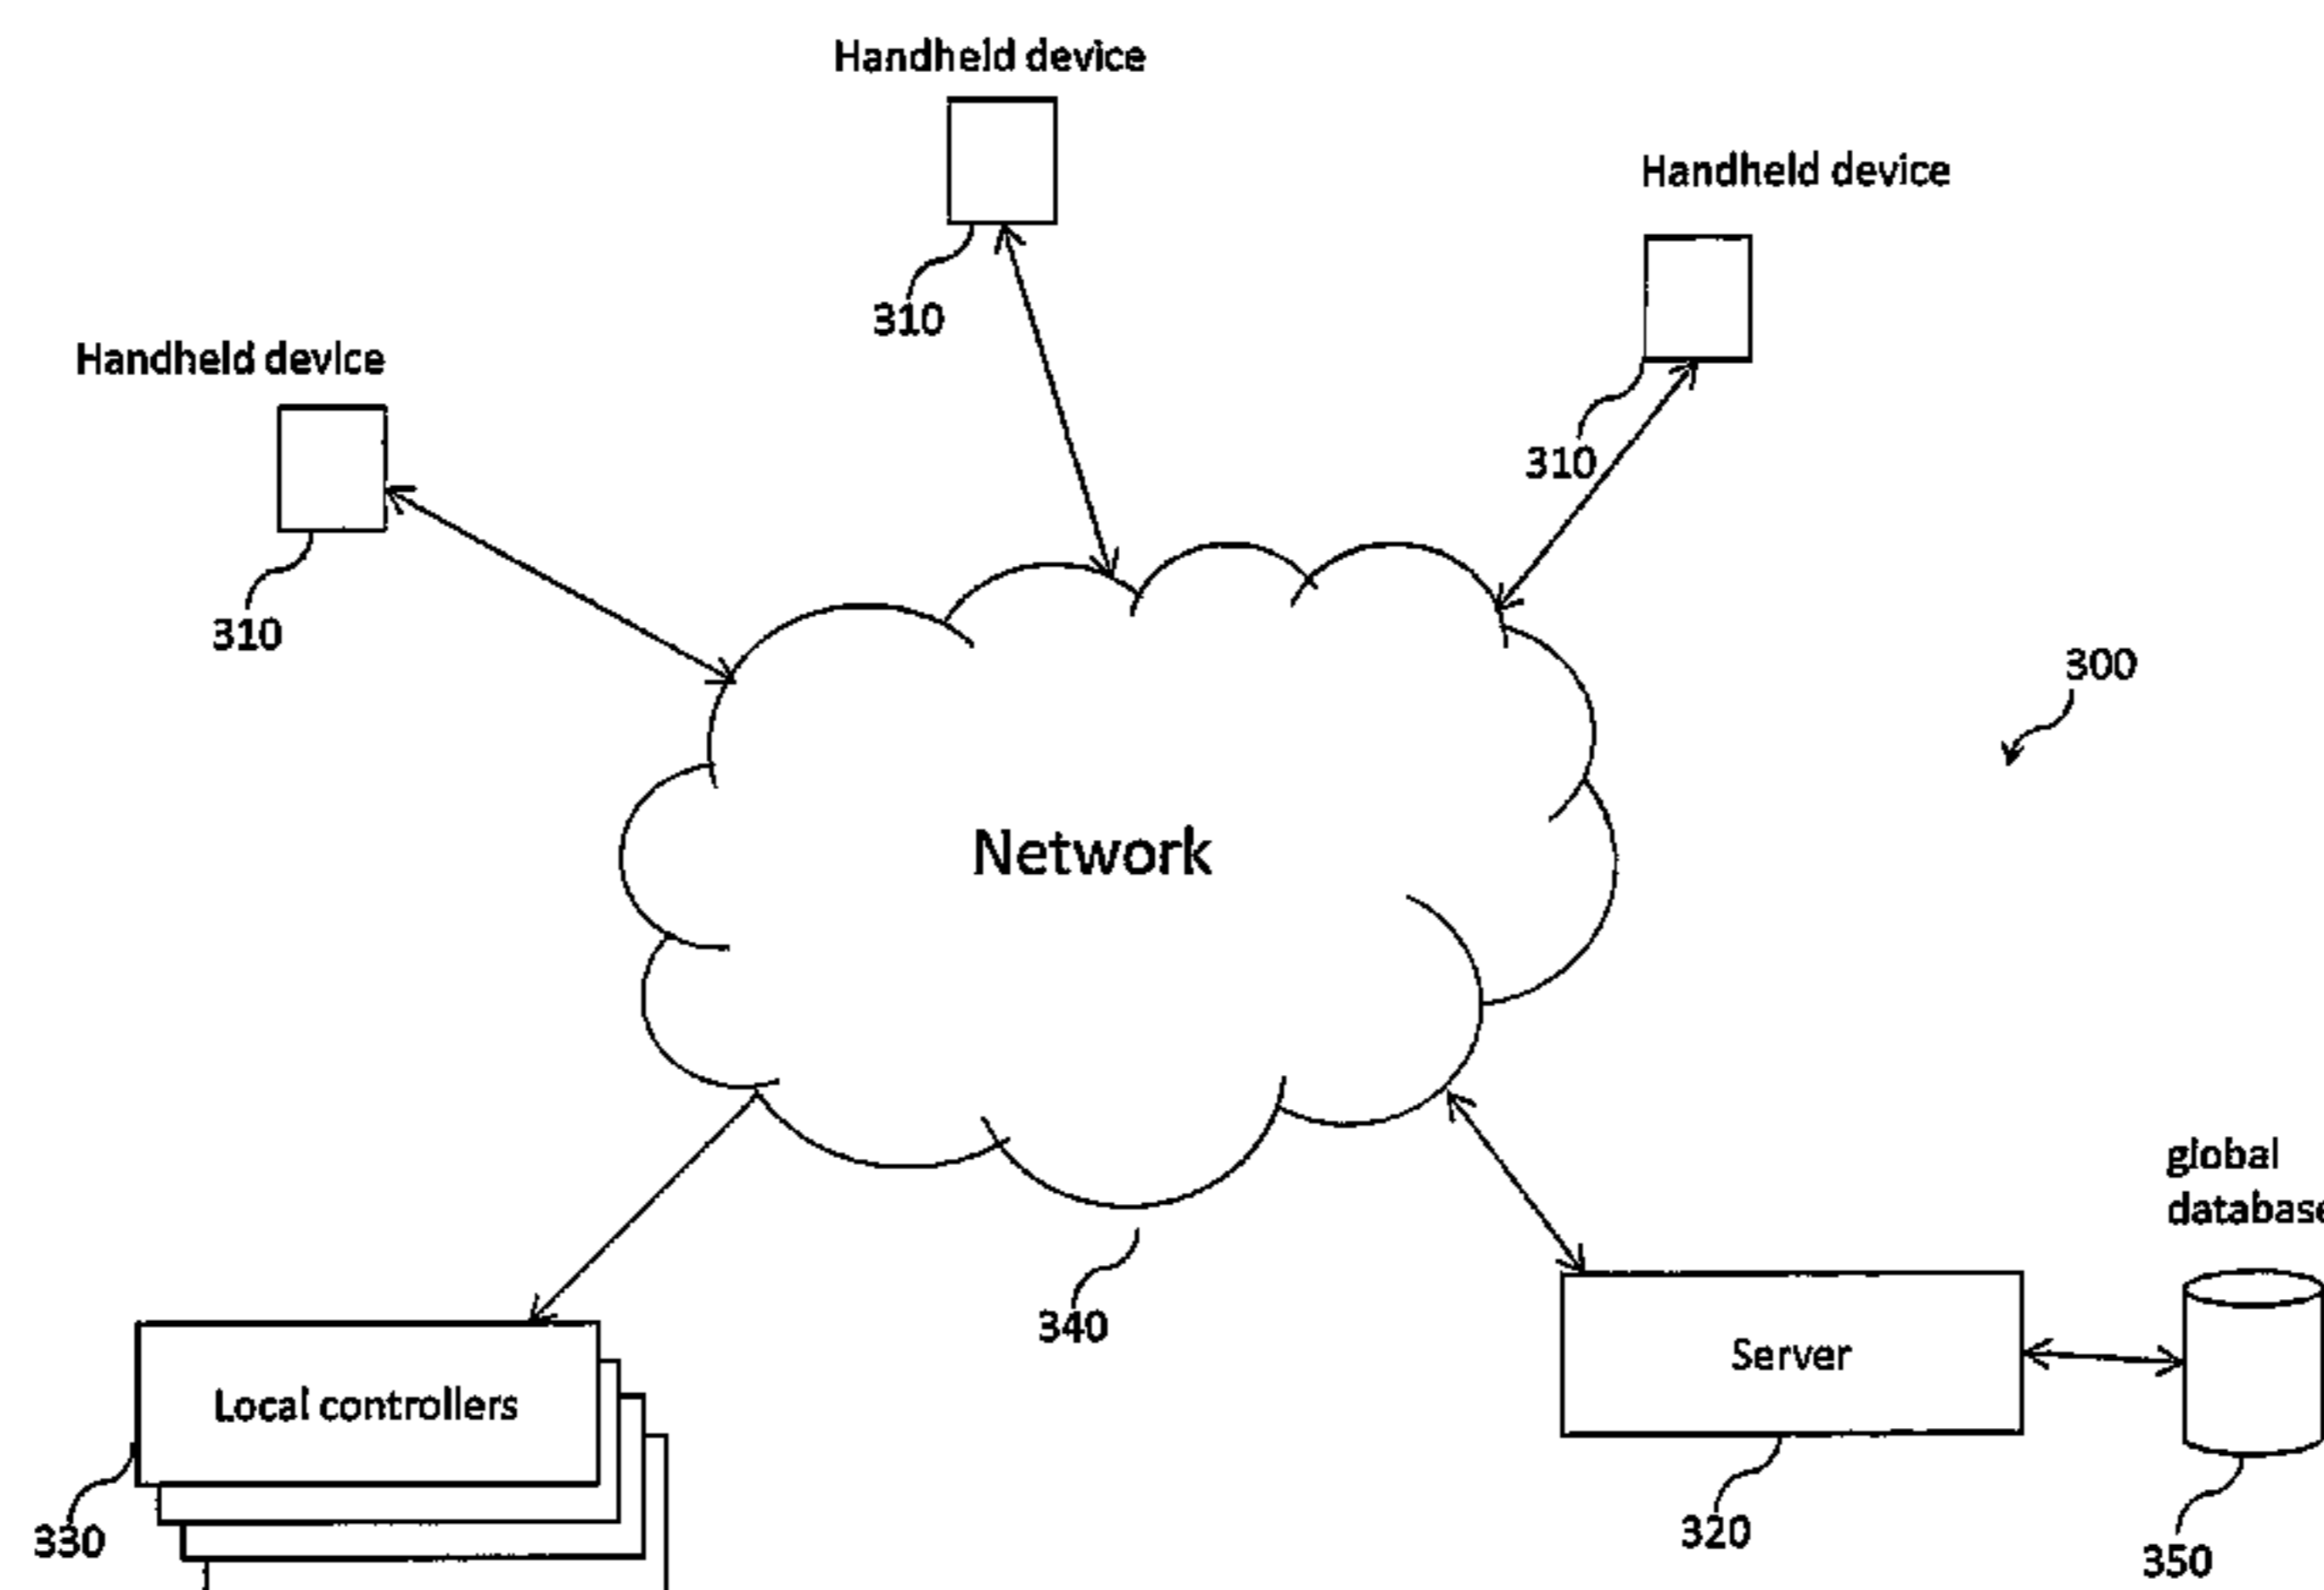 Handheld device
Handheld device
310
Handheld device
310
310
300
Network
global
database
340
Server
Local controllers
330
320
350